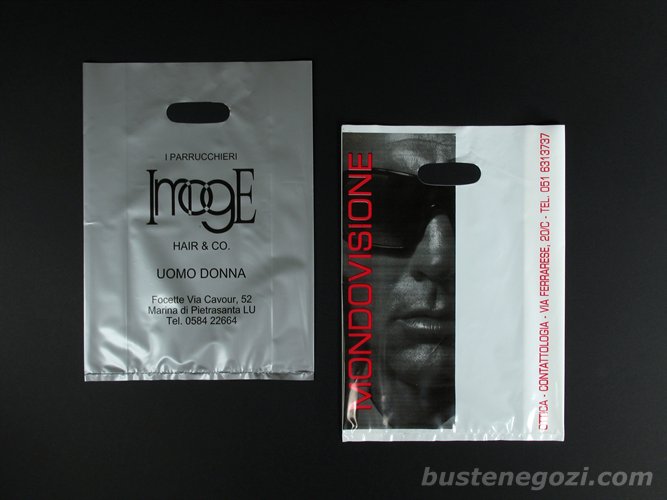 I PARRUCCHIERI
ImagE
HAIR & CO.
UOMO DONNA
Focette Via Cavour, 52
Marina di Pietrasanta LU
Tel. 0584 22664
MONDOVISIONE
OTTICA - CONTATTOLOGIA - VIA FERRARESE, 20/C - TEL. 051 6313737
bustenegozi.com